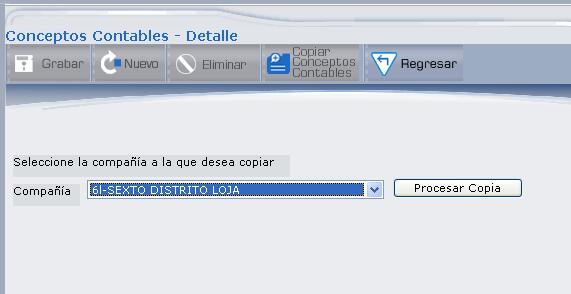 Conceptos Contables - Detalle
Grabar Nuevo Eliminar Copiar Conceptos Contables Regresar
Seleccione la compañía a la que desea copiar
Compañía 6l-SEXTO DISTRITO LOJA Procesar Copia